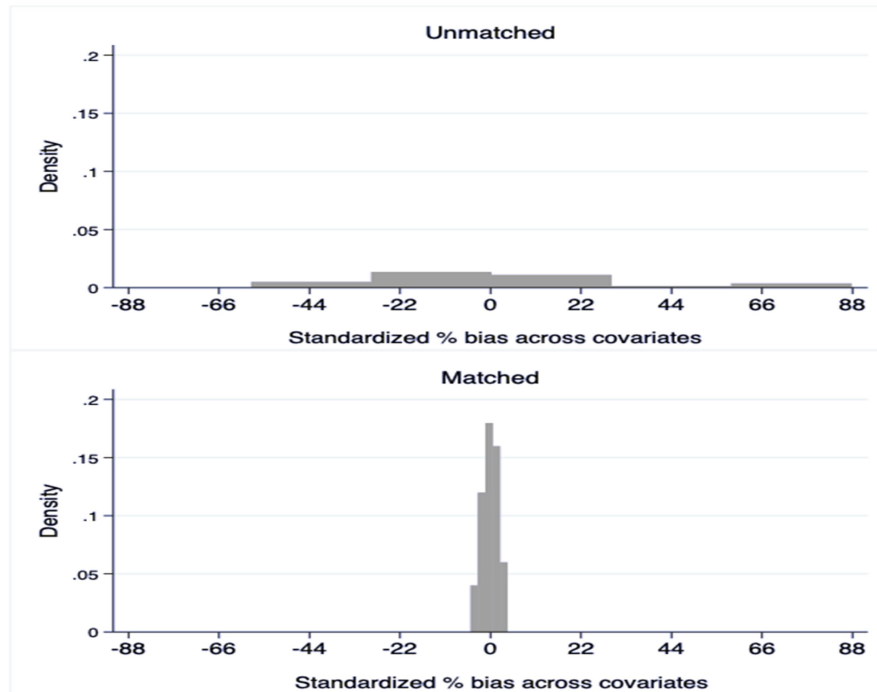 Unmatched
.2
.15
.1
.05
0
Density
-88 -66 -44 -22 0 22 44 66 88
Standardized % bias across covariates
Matched
.2
.15
.1
.05
0
Density
-88 -66 -44 -22 0 22 44 66 88
Standardized % bias across covariates